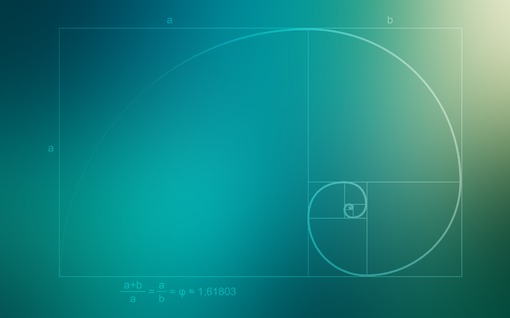 a b
a
a+b/a = a/b = φ ≈ 1,61803